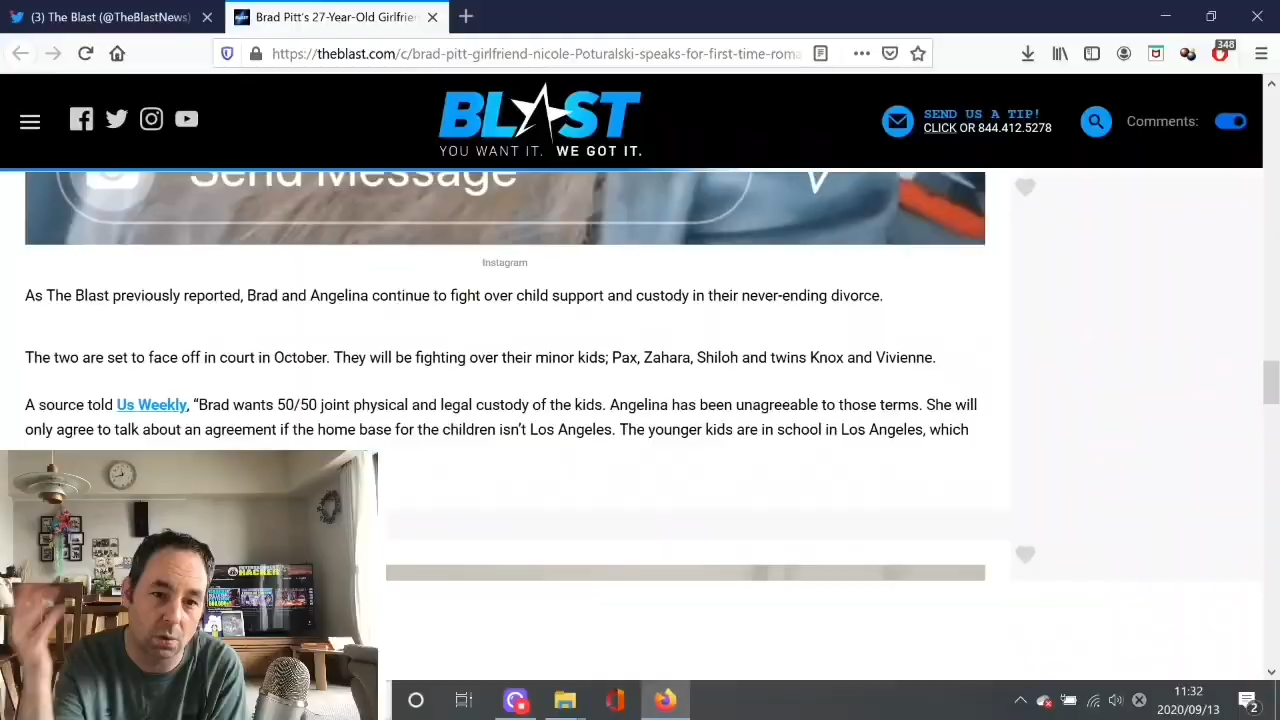 (3) The Blast (@TheBlastNews)
Brad Pitt's 27-Year-Old Girlfrie
https://theblast.com/c/brad-pitt-girlfriend-nicole-Poturalski-speaks-for-first-time-roma
348
BLAST
YOU WANT IT. WE GOT IT.
SEND US A TIP!
CLICK OR 844.412.5278
Comments:
Send Message
Instagram
As The Blast previously reported, Brad and Angelina continue to fight over child support and custody in their never-ending divorce.
The two are set to face off in court in October. They will be fighting over their minor kids; Pax, Zahara, Shiloh and twins Knox and Vivienne.
A source told Us Weekly, “Brad wants 50/50 joint physical and legal custody of the kids. Angelina has been unagreeable to those terms. She will
only agree to talk about an agreement if the home base for the children isn’t Los Angeles. The younger kids are in school in Los Angeles, which
HACKER
11:32
2020/09/13
2